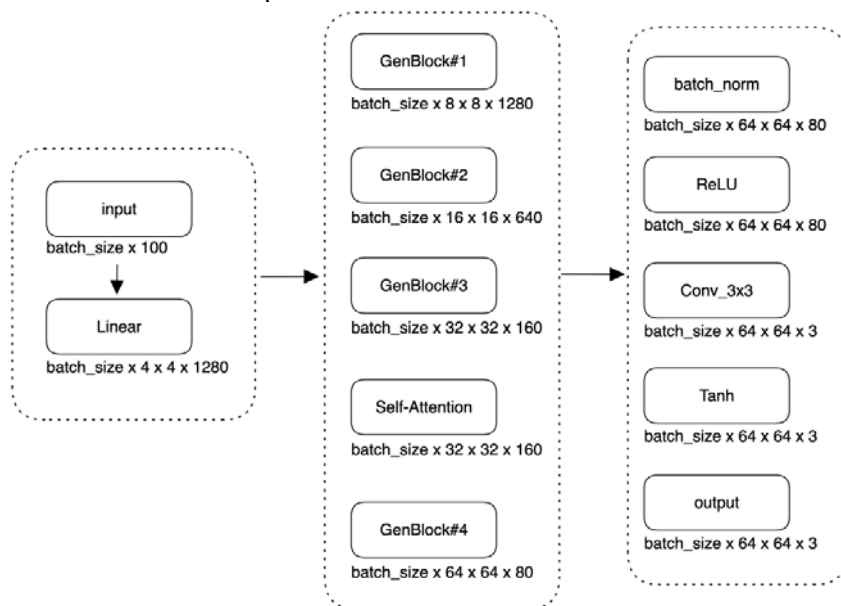 input
batch_size x 100
Linear
batch_size x 4 x 4 x 1280
GenBlock#1
batch_size x 8 x 8 x 1280
GenBlock#2
batch_size x 16 x 16 x 640
GenBlock#3
batch_size x 32 x 32 x 160
Self-Attention
batch_size x 32 x 32 x 160
GenBlock#4
batch_size x 64 x 64 x 80
batch_norm
batch_size x 64 x 64 x 80
ReLU
batch_size x 64 x 64 x 80
Conv_3x3
batch_size x 64 x 64 x 3
Tanh
batch_size x 64 x 64 x 3
output
batch_size x 64 x 64 x 3